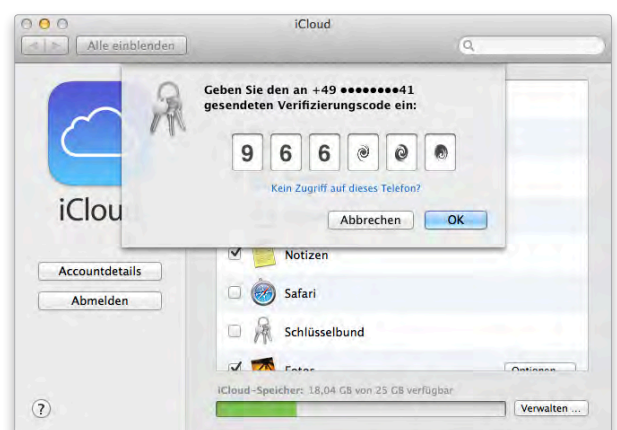 iCloud
Alle einblenden
Geben Sie den an +49 ●●●●●●●●41
gesendeten Verifizierungscode ein:
9 6 6
Kein Zugriff auf dieses Telefon?
Abbrechen
OK
iClou
Accountdetails
Abmelden
Notizen
Safari
Schlüsselbund
Fotos
Optionen ...
iCloud-Speicher: 18,04 GB von 25 GB verfügbar
?
Verwalten ...